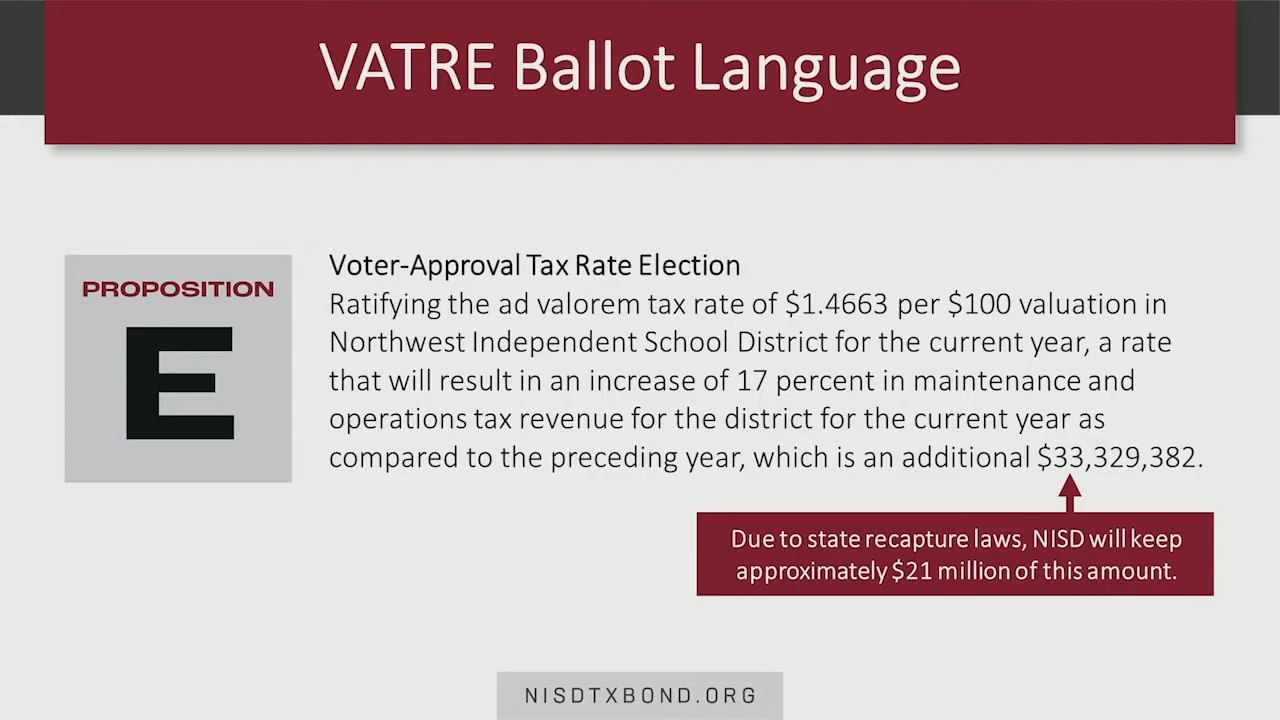 VATRE Ballot Language
PROPOSITION
E
Voter-Approval Tax Rate Election
Ratifying the ad valorem tax rate of $1.4663 per $100 valuation in
Northwest Independent School District for the current year, a rate
that will result in an increase of 17 percent in maintenance and
operations tax revenue for the district for the current year as
compared to the preceding year, which is an additional $33,329,382.
Due to state recapture laws, NISD will keep
approximately $21 million of this amount.
NISDTXBOND.ORG